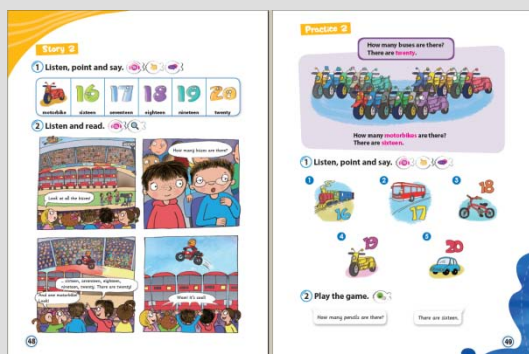 Story 2
1 Listen, point and say.
16 17 18 19 20
motorbike sixteen seventeen eighteen nineteen twenty
2 Listen and read.
Look at all the buses!
How many buses are there?
... sixteen, seventeen, eighteen,
nineteen, twenty. There are twenty!
And one motorbike
Look!
Wow! It's cool!
48
Practice 2
How many buses are there?
There are twenty.
How many motorbikes are there?
There are sixteen.
1 Listen, point and say.
1 16
2 17
3 18
4 19
5 20
2 Play the game.
How many pencils are there?
There are sixteen.
49